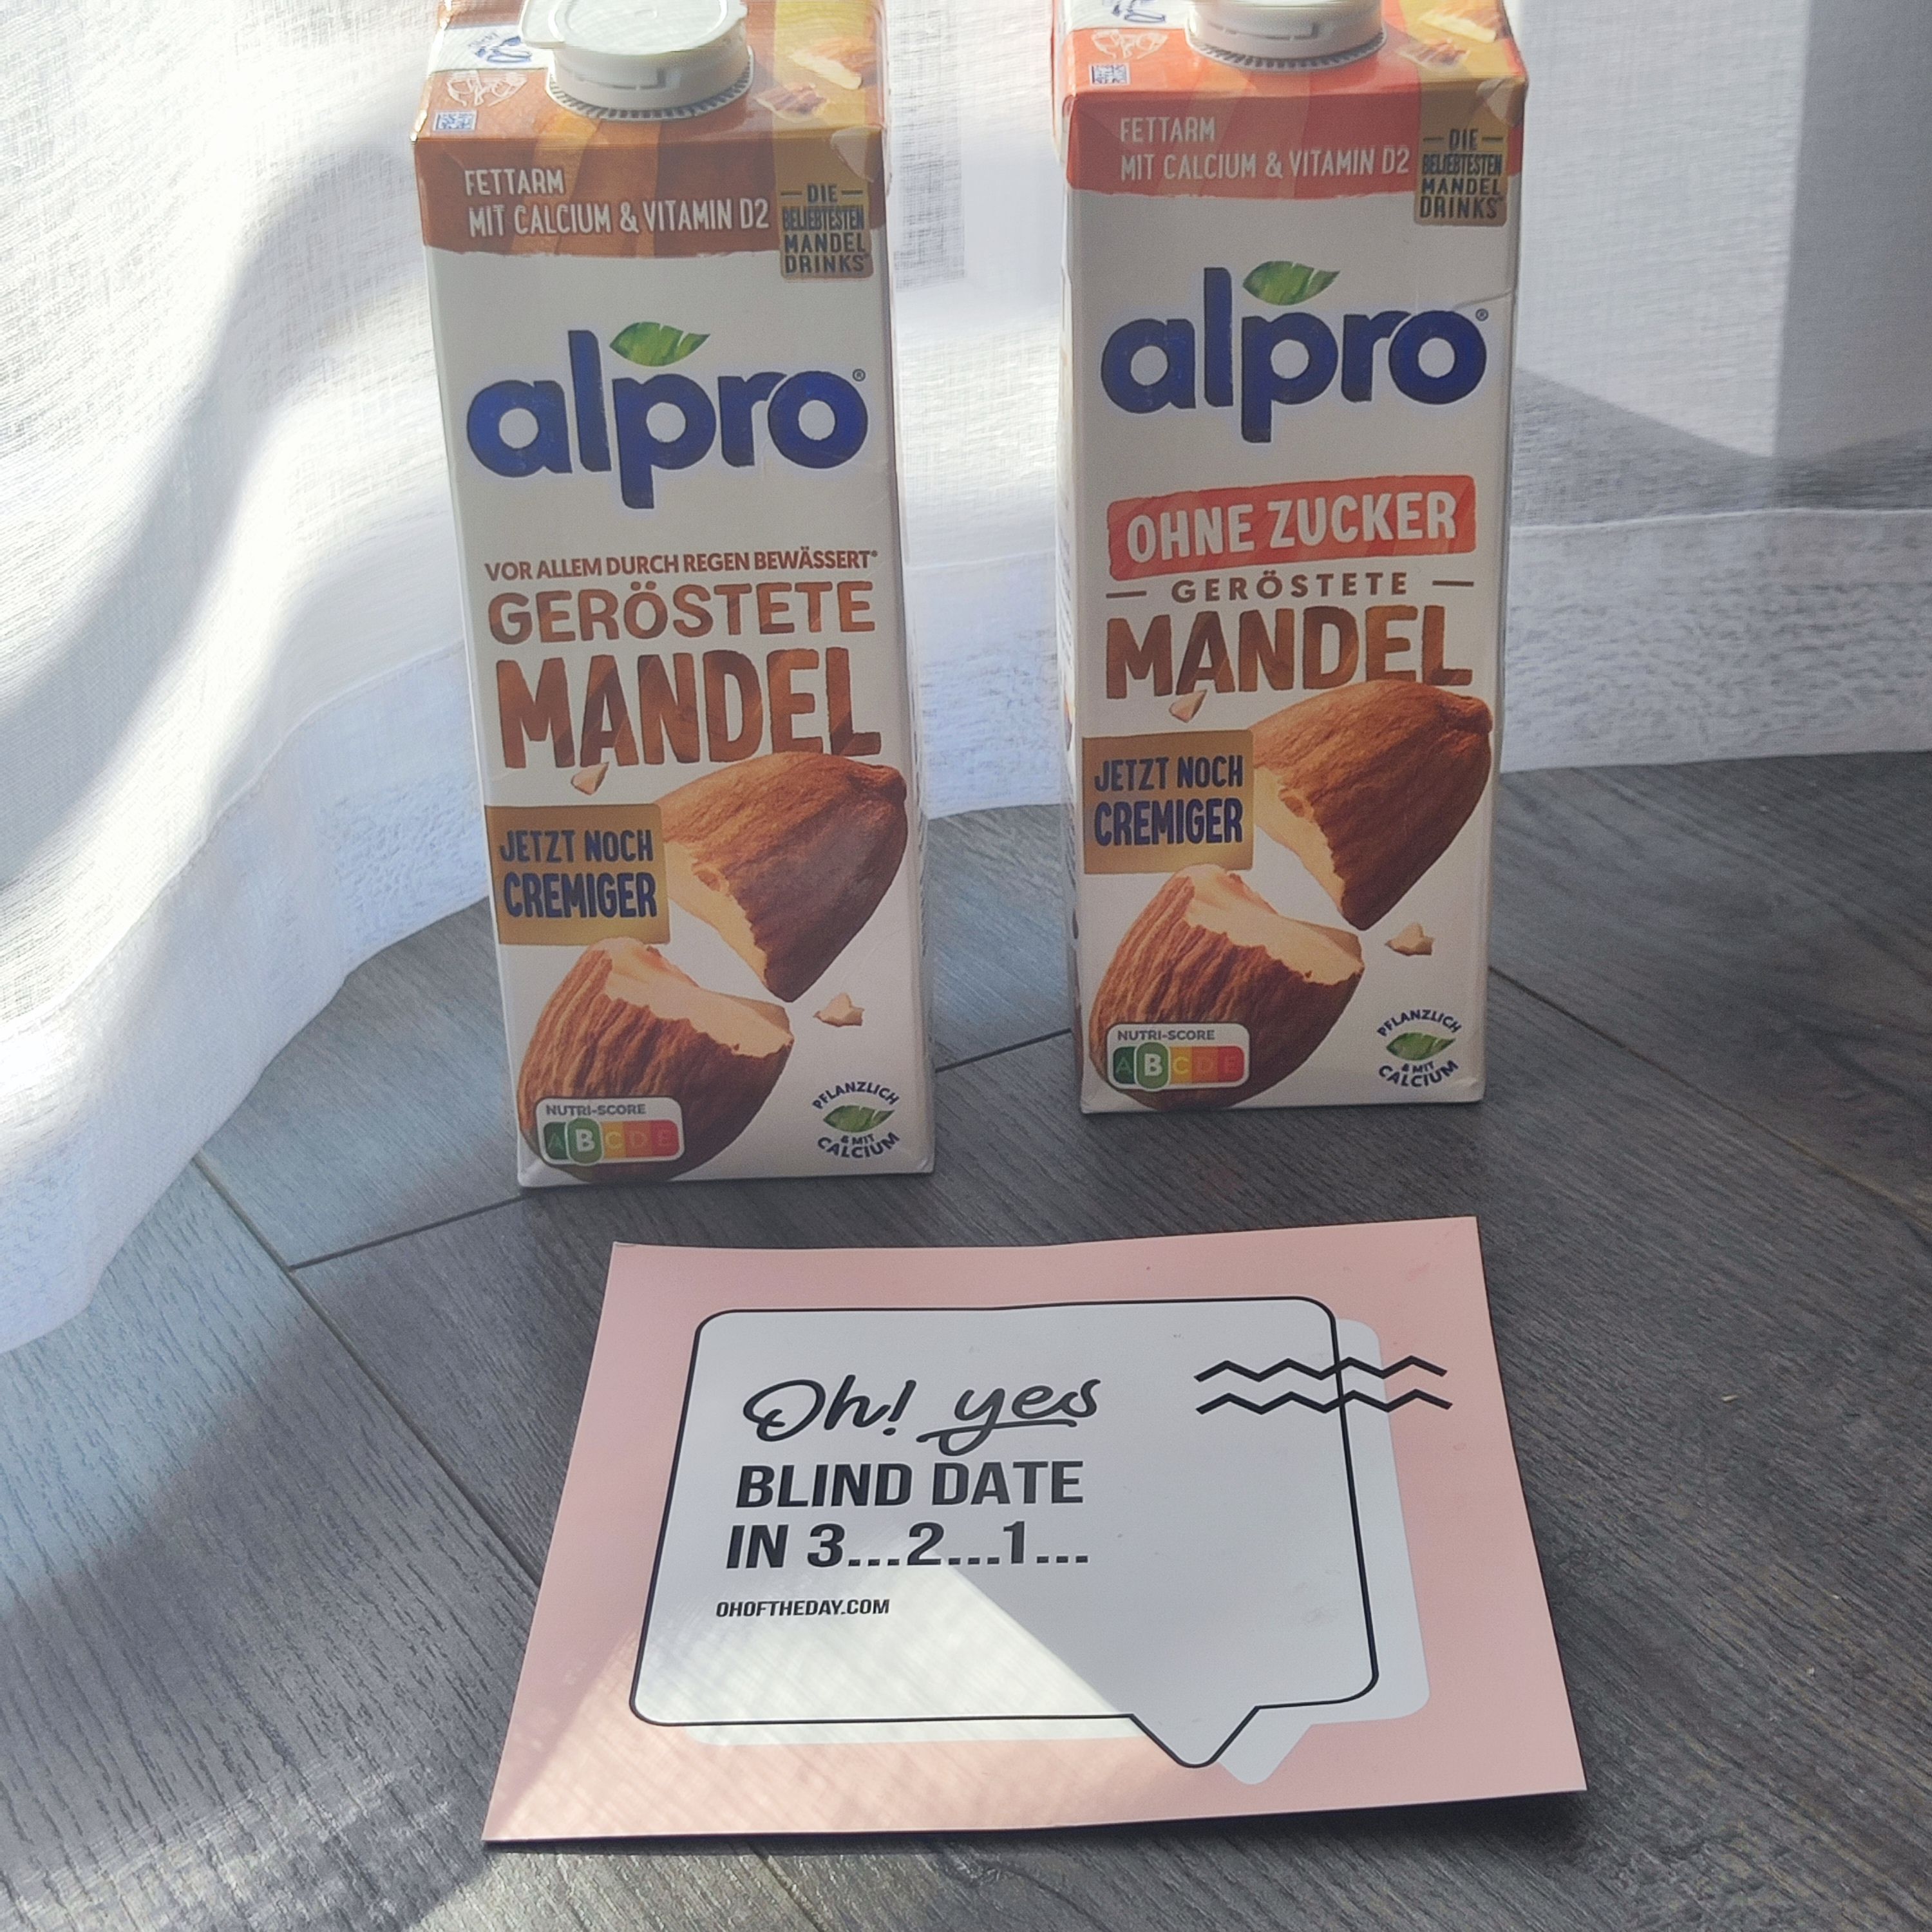 FETTARM
MIT CALCIUM & VITAMIN D2
DIE
BELIEBTESTEN
MANDEL
DRINKS*
alpro®
VOR ALLEM DURCH REGEN BEWÄSSERT*
GERÖSTETE
MANDEL
JETZT NOCH
CREMIGER
NUTRI-SCORE
A B C D E
PFLANZLICH
& MIT
CALCIUM
FETTARM
MIT CALCIUM & VITAMIN D2
DIE
BELIEBTESTEN
MANDEL
DRINKS*
alpro®
OHNE ZUCKER
GERÖSTETE
MANDEL
JETZT NOCH
CREMIGER
NUTRI-SCORE
A B C D E
PFLANZLICH
& MIT
CALCIUM
Oh! yes
BLIND DATE
IN 3...2...1...
OHOFTHEDAY.COM